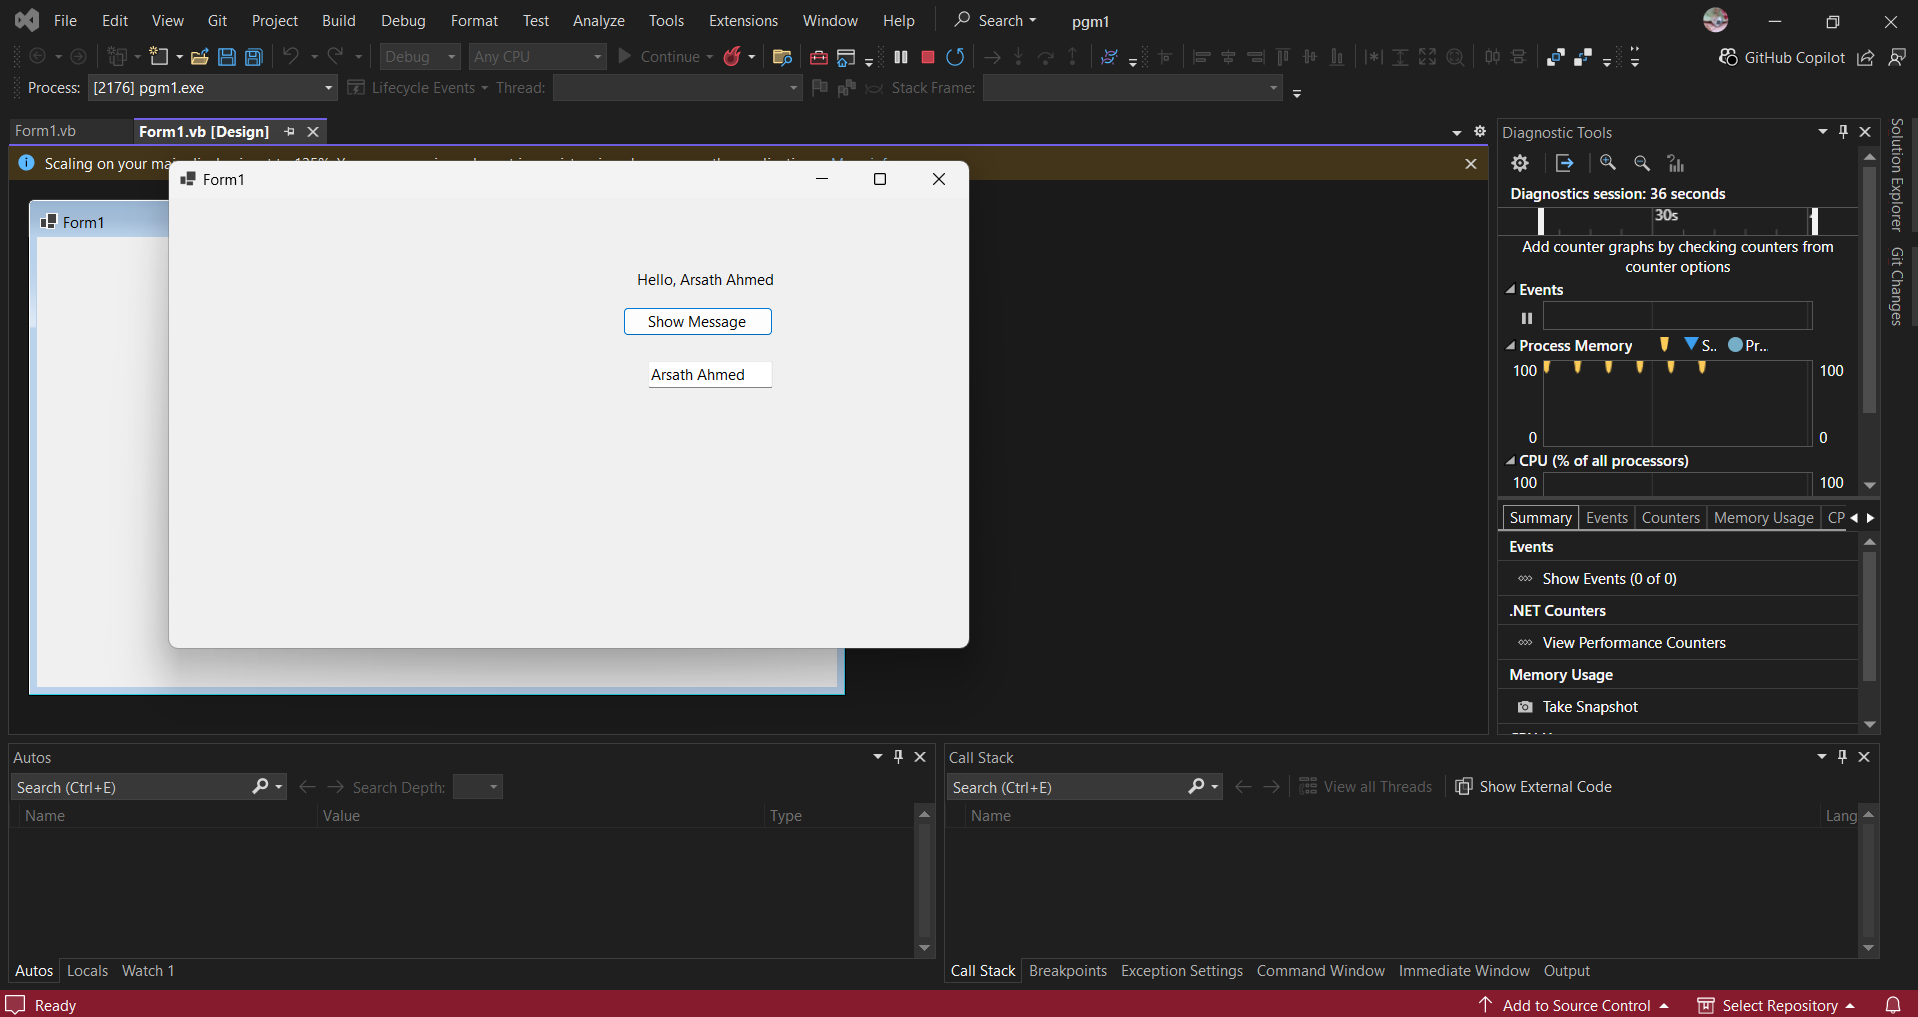 File Edit View Git Project Build Debug Format Test Analyze Tools Extensions Window Help Search pgm1
Debug Any CPU Continue GitHub Copilot
Process: [2176] pgm1.exe Lifecycle Events Thread: Stack Frame:
Form1.vb Form1.vb [Design]
Scaling on your
Form1
Form1
Hello, Arsath Ahmed
Show Message
Arsath Ahmed
Diagnostic Tools
Diagnostics session: 36 seconds
30s
Add counter graphs by checking counters from
counter options
Events
Process Memory S.. Pr...
100 100
0 0
CPU (% of all processors)
100 100
Summary Events Counters Memory Usage CP
Events
Show Events (0 of 0)
.NET Counters
View Performance Counters
Memory Usage
Take Snapshot
Solution Explorer
Git Changes
Autos
Search (Ctrl+E) Search Depth:
Name Value Type
Autos Locals Watch 1
Call Stack
Search (Ctrl+E) View all Threads Show External Code
Name Lang
Call Stack Breakpoints Exception Settings Command Window Immediate Window Output
Ready Add to Source Control Select Repository